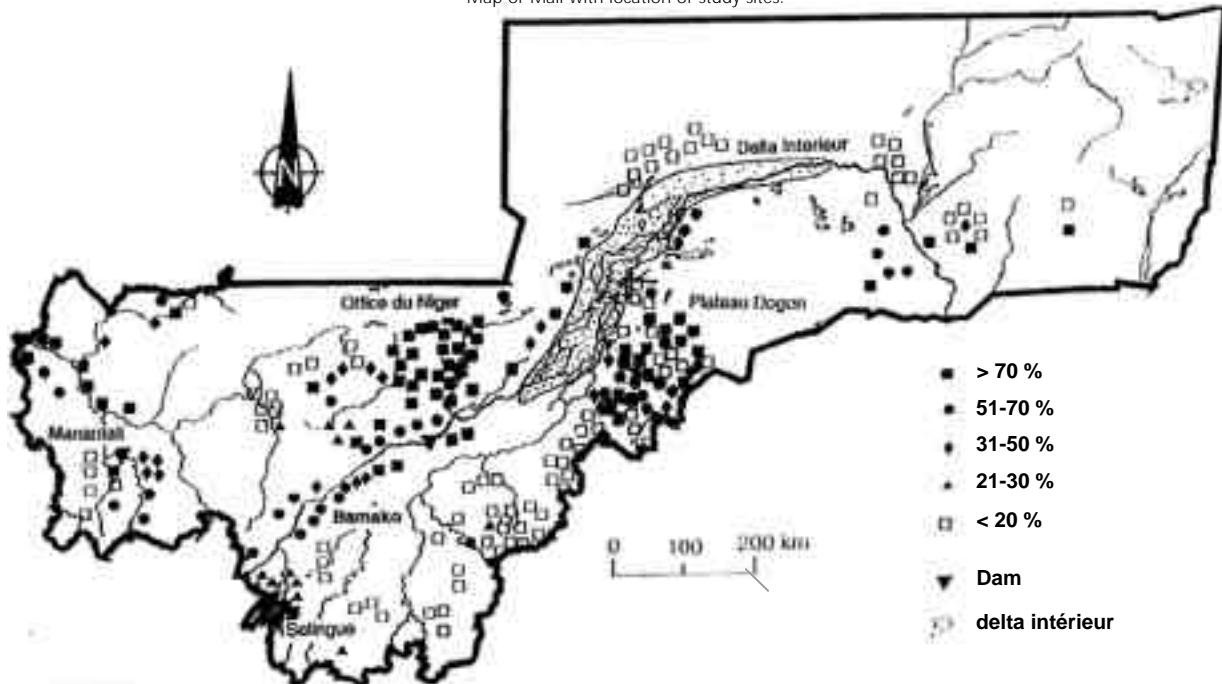 Map of Mali with location of study sites.
N
Delta Interieur
Office du Niger
Plateau Dogon
Manantali
Bamako
Selingue
0 100 200 km
> 70 %
51-70 %
31-50 %
21-30 %
< 20 %
Dam
delta intérieur